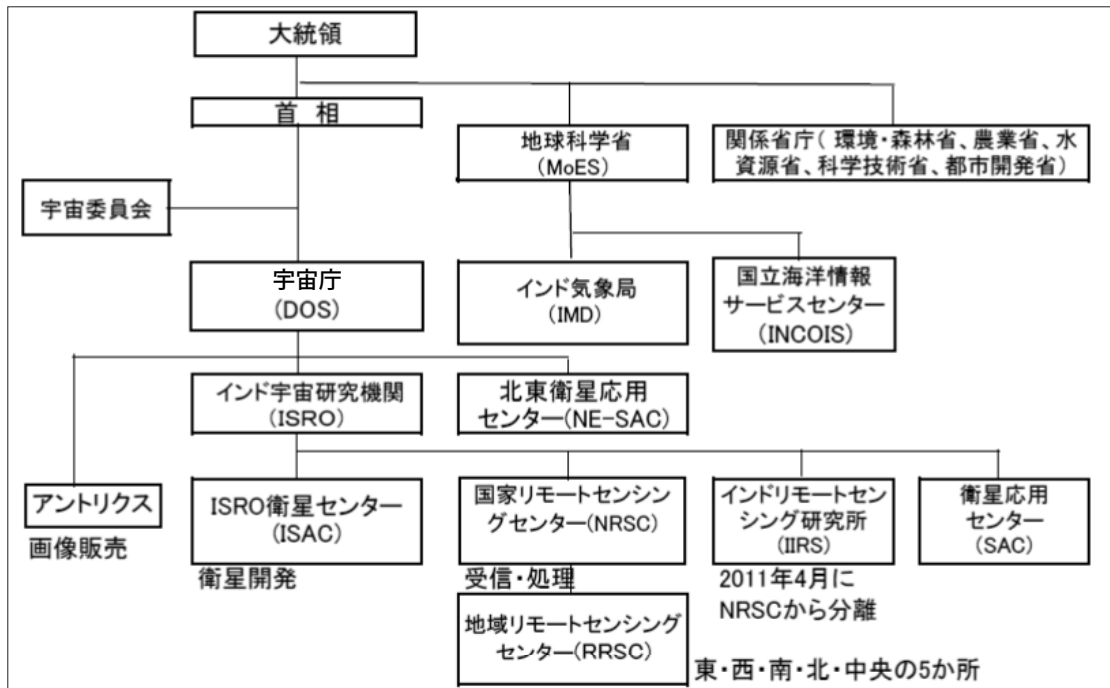 大統領
首　相
地球科学省
(MoES)
関係省庁( 環境・森林省、農業省、水
資源省、科学技術省、都市開発省)
宇宙委員会
宇宙庁
(DOS)
インド気象局
(IMD)
国立海洋情報
サービスセンター
(INCOIS)
インド宇宙研究機関
(ISRO)
北東衛星応用
センター(NE-SAC)
アントリクス
画像販売
ISRO衛星センター
(ISAC)
衛星開発
国家リモートセンシン
グセンター(NRSC)
受信・処理
インドリモートセン
シング研究所
(IIRS)
2011年4月に
NRSCから分離
衛星応用
センター
(SAC)
地域リモートセンシング
センター(RRSC)
東・西・南・北・中央の5か所